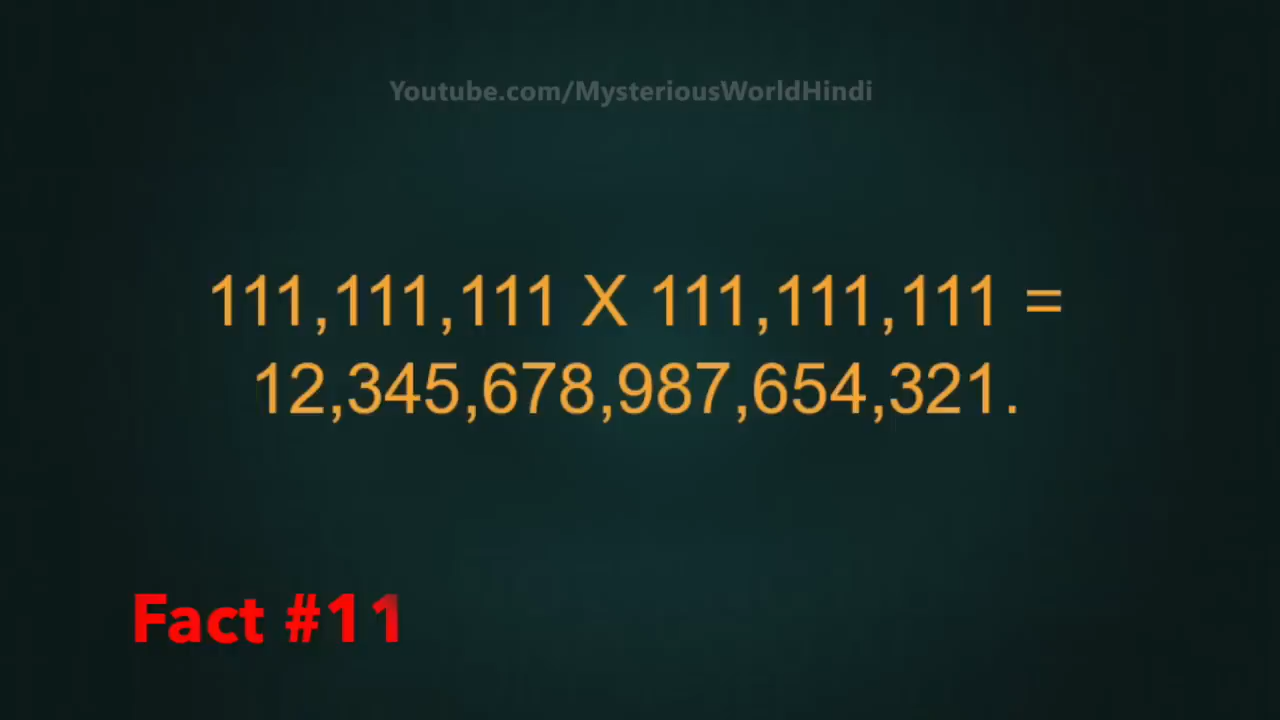 Youtube.com/MysteriousWorldHindi
111,111,111 X 111,111,111 =
12,345,678,987,654,321.
Fact #11